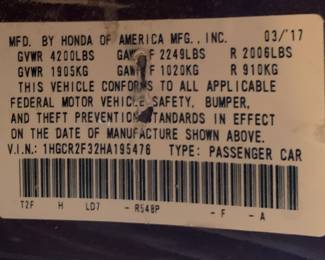 MFD. BY HONDA OF AMERICA MFG., INC. 03/'17
GVWR 4200LBS GAW F 2249LBS R 2006LBS
GVWR 1905KG GAW F 1020KG R 910KG
THIS VEHICLE CONFORMS TO ALL APPLICABLE
FEDERAL MOTOR VEHICLE SAFETY, BUMPER,
AND THEFT PREVENTION STANDARDS IN EFFECT
ON THE DATE OF MANUFACTURE SHOWN ABOVE.
V.I.N.: 1HGCR2F32HA195476 TYPE: PASSENGER CAR
T2F H LD7 - R548P - F - A